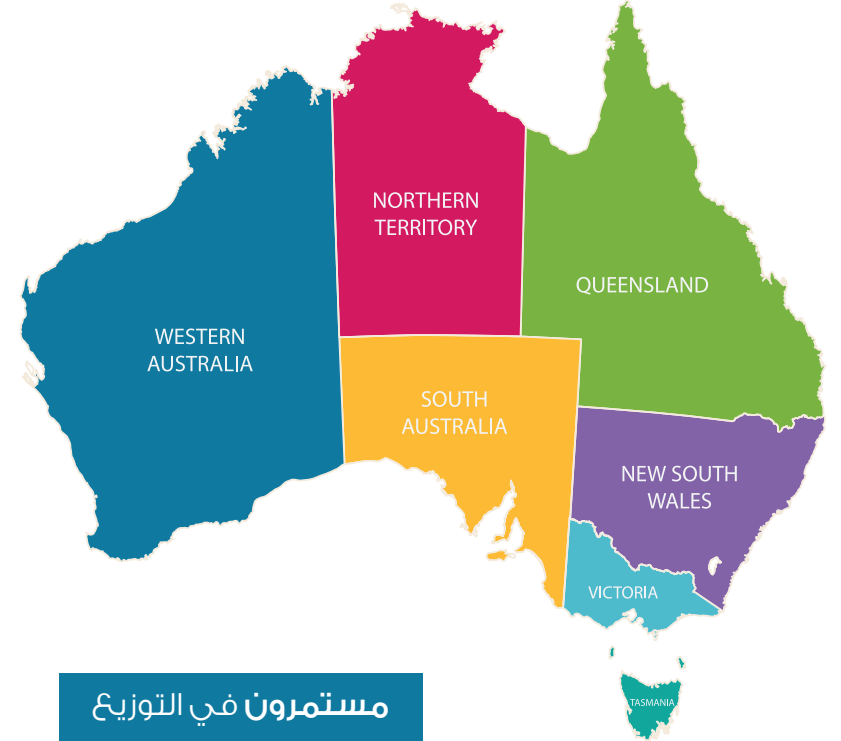 NORTHERN
TERRITORY
QUEENSLAND
WESTERN
AUSTRALIA
SOUTH
AUSTRALIA
NEW SOUTH
WALES
VICTORIA
TASMANIA
مستمرون في التوزيع